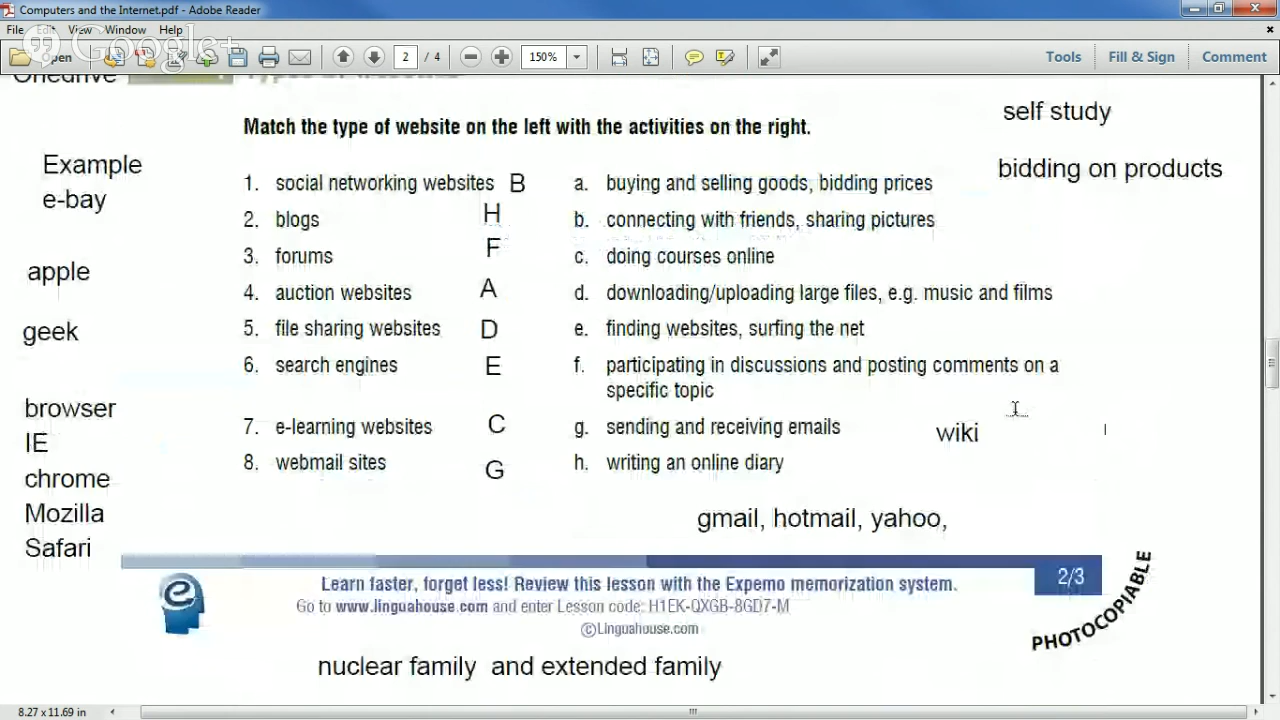 Computers and the Internet.pdf - Adobe Reader
File Edit View Window Help
Google+
Open 2 / 4 150% Tools Fill & Sign Comment
Onedrive
Match the type of website on the left with the activities on the right.
self study
bidding on products
Example
e-bay
apple
geek
browser
IE
chrome
Mozilla
Safari
1. social networking websites B a. buying and selling goods, bidding prices
2. blogs H b. connecting with friends, sharing pictures
3. forums F c. doing courses online
4. auction websites A d. downloading/uploading large files, e.g. music and films
5. file sharing websites D e. finding websites, surfing the net
6. search engines E f. participating in discussions and posting comments on a
specific topic
7. e-learning websites C g. sending and receiving emails
wiki
8. webmail sites G h. writing an online diary
gmail, hotmail, yahoo,
Learn faster, forget less! Review this lesson with the Expemo memorization system.
Go to www.linguahouse.com and enter Lesson code: H1EK-QXGB-8GD7-M
©Linguahouse.com
2/3
PHOTOCOPIABLE
nuclear family and extended family
8.27 x 11.69 in